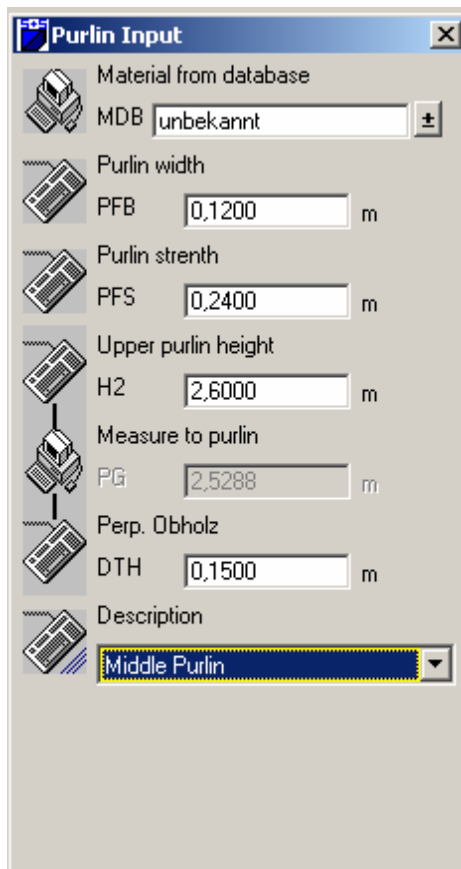 Purlin Input
Material from database
MDB unbekannt ±
Purlin width
PFB 0,1200 m
Purlin strenth
PFS 0,2400 m
Upper purlin height
H2 2,6000 m
Measure to purlin
PG 2,5288 m
Perp. Obholz
DTH 0,1500 m
Description
Middle Purlin